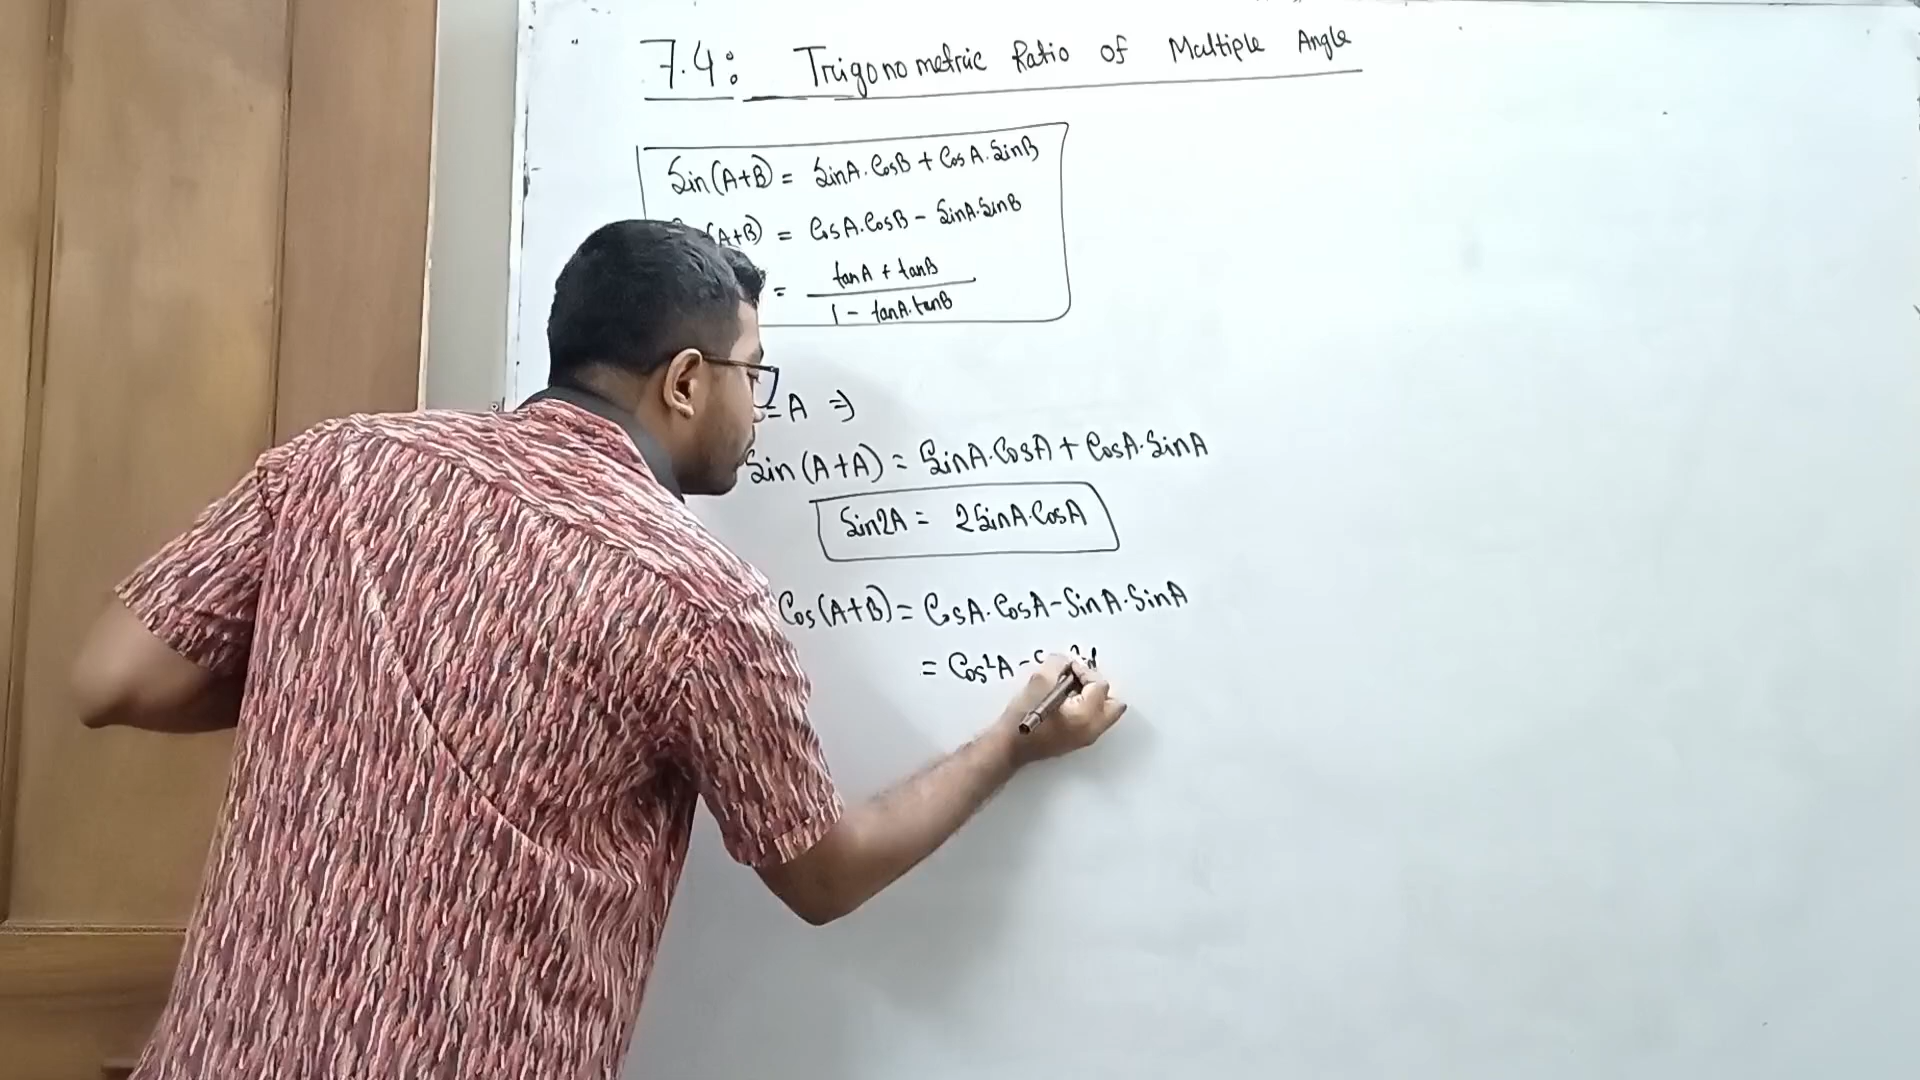 7.4: Trigonometric Ratio of Multiple Angle
Sin(A+B) = SinA.CosB + CosA.SinB
(A+B) = CosA.CosB - SinA.SinB
= tanA + tanB
1 - tanA.tanB
=A ⇒
Sin(A+A) = SinA.CosA + CosA.SinA
Sin2A = 2SinA.CosA
Cos(A+B) = CosA.CosA - SinA.SinA
= Cos²A -